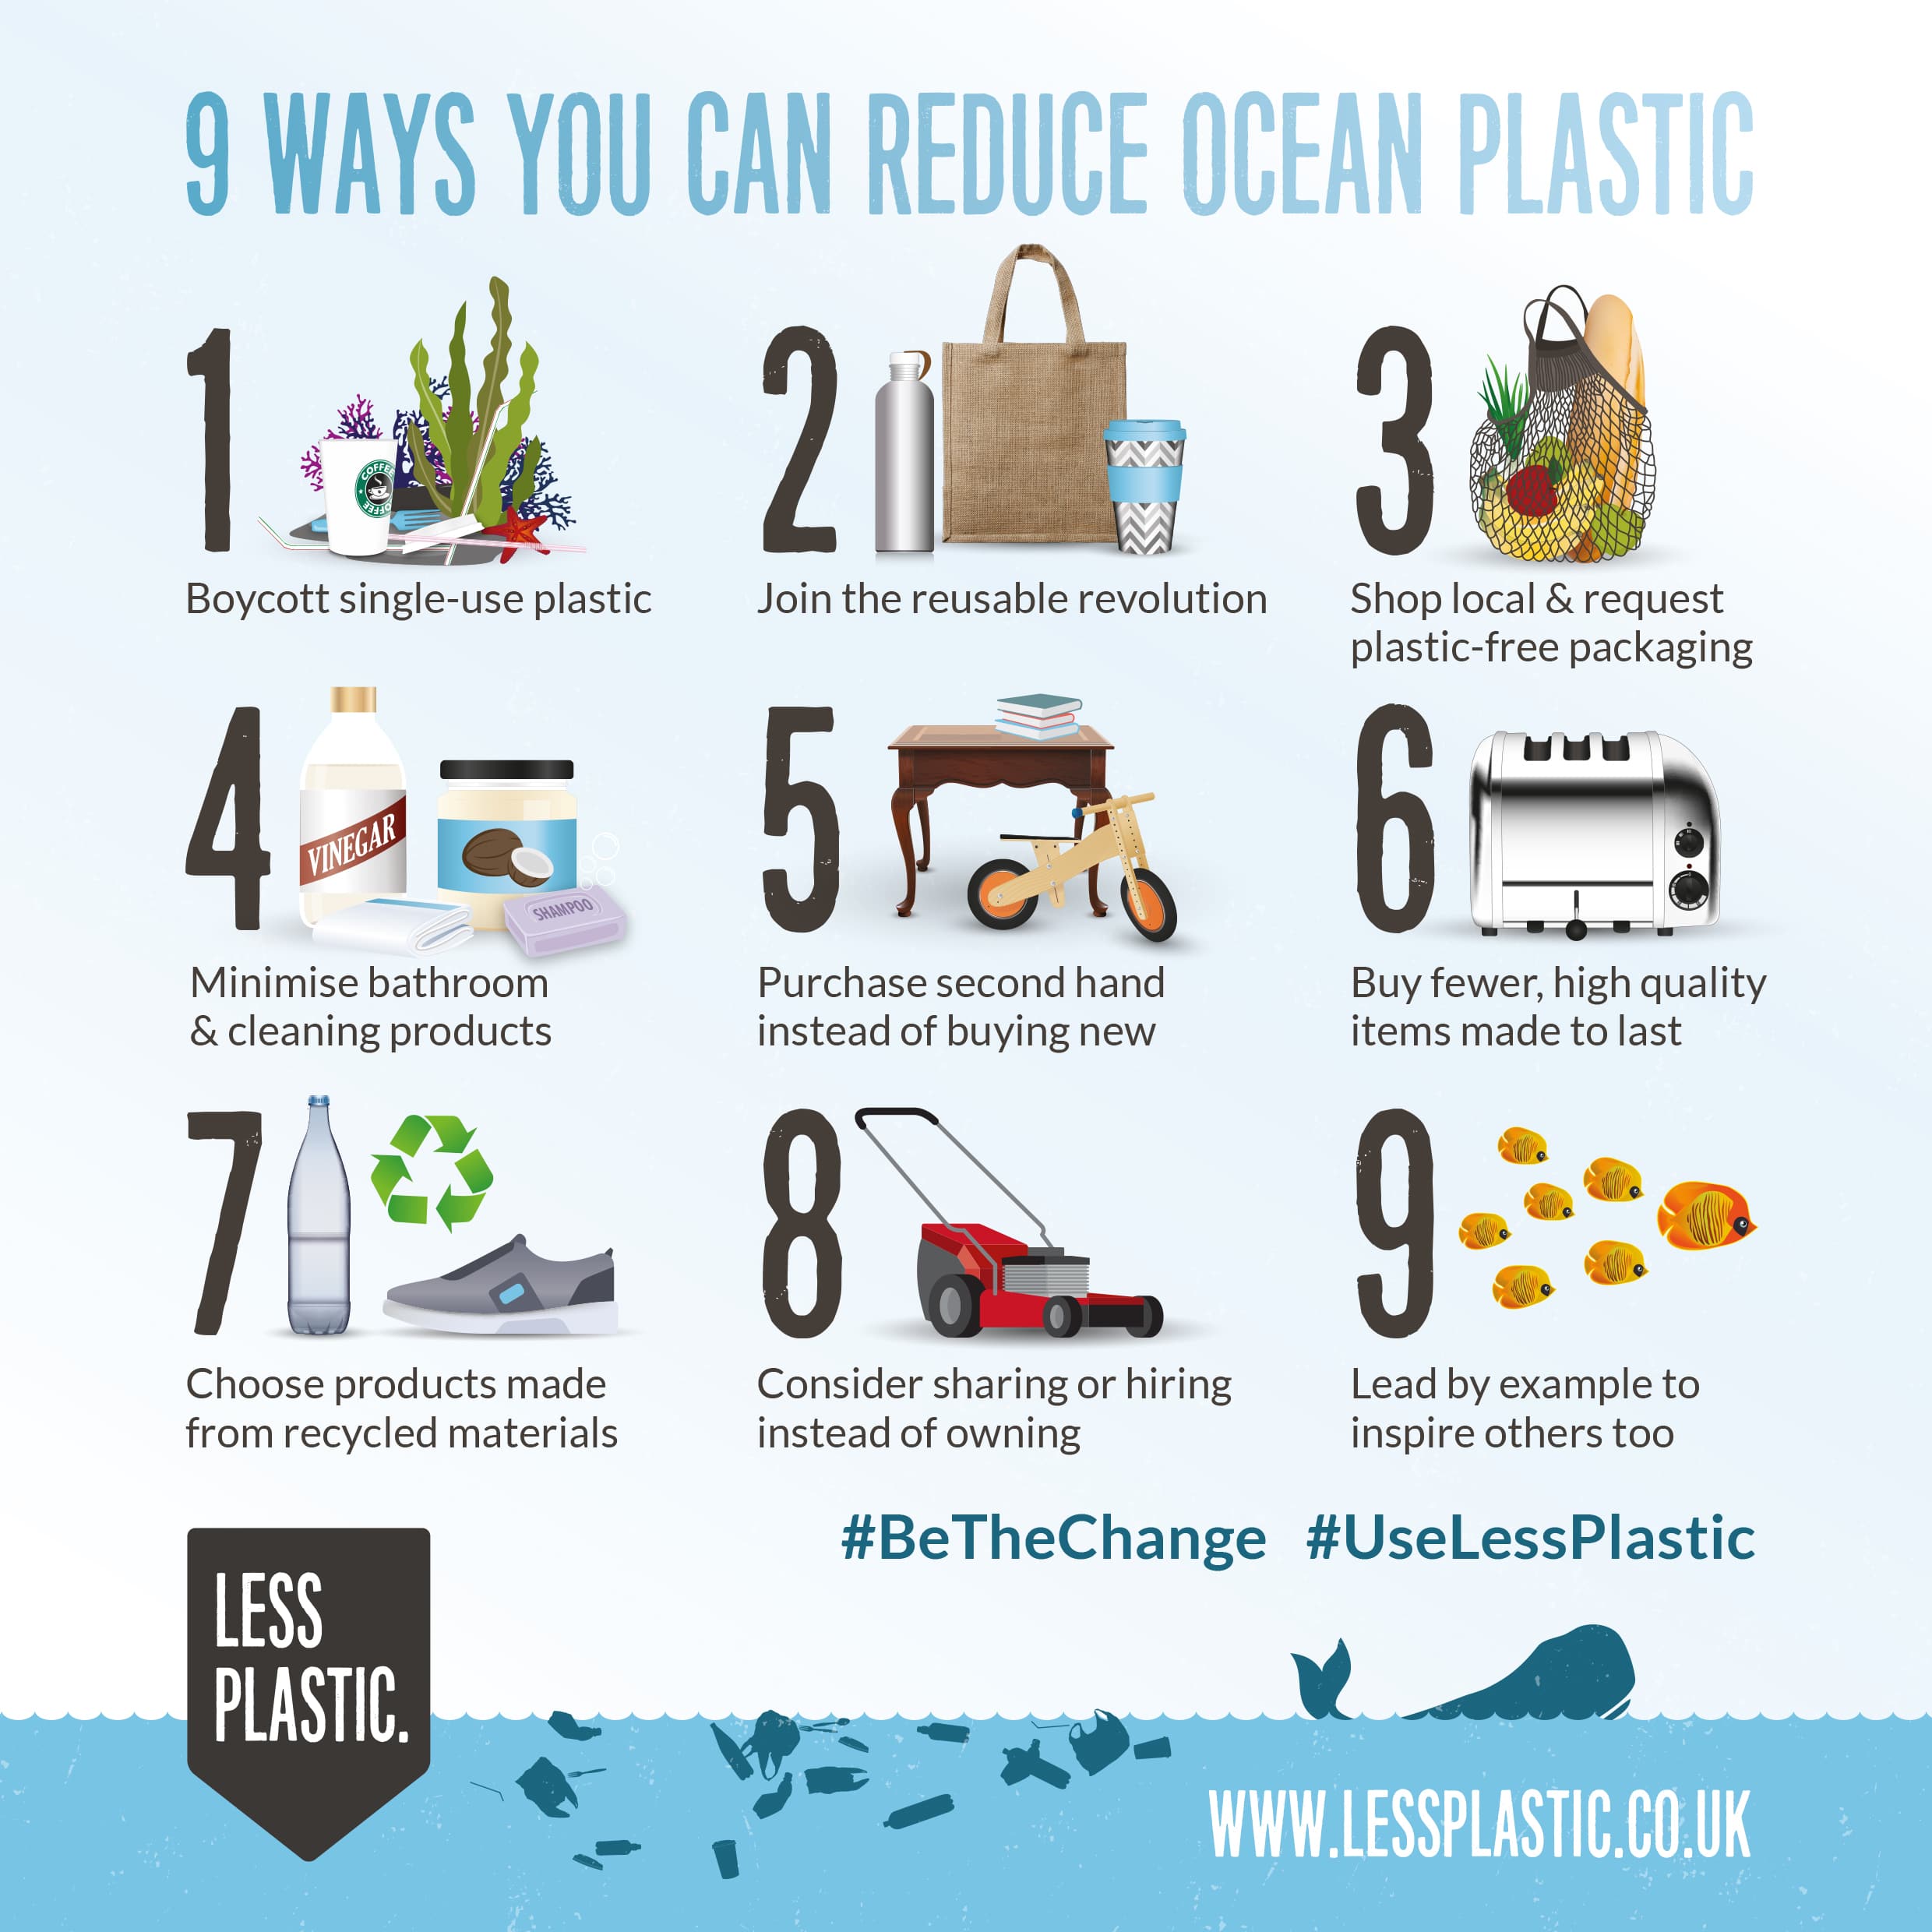 9 WAYS YOU CAN REDUCE OCEAN PLASTIC
1
COFFEE
COFFEE
Boycott single-use plastic
2
Join the reusable revolution
3
Shop local & request
plastic-free packaging
4
VINEGAR
SHAMPOO
Minimise bathroom
& cleaning products
5
Purchase second hand
instead of buying new
6
Buy fewer, high quality
items made to last
7
Choose products made
from recycled materials
8
Consider sharing or hiring
instead of owning
9
Lead by example to
inspire others too
#BeTheChange #UseLessPlastic
LESS
PLASTIC.
WWW.LESSPLASTIC.CO.UK